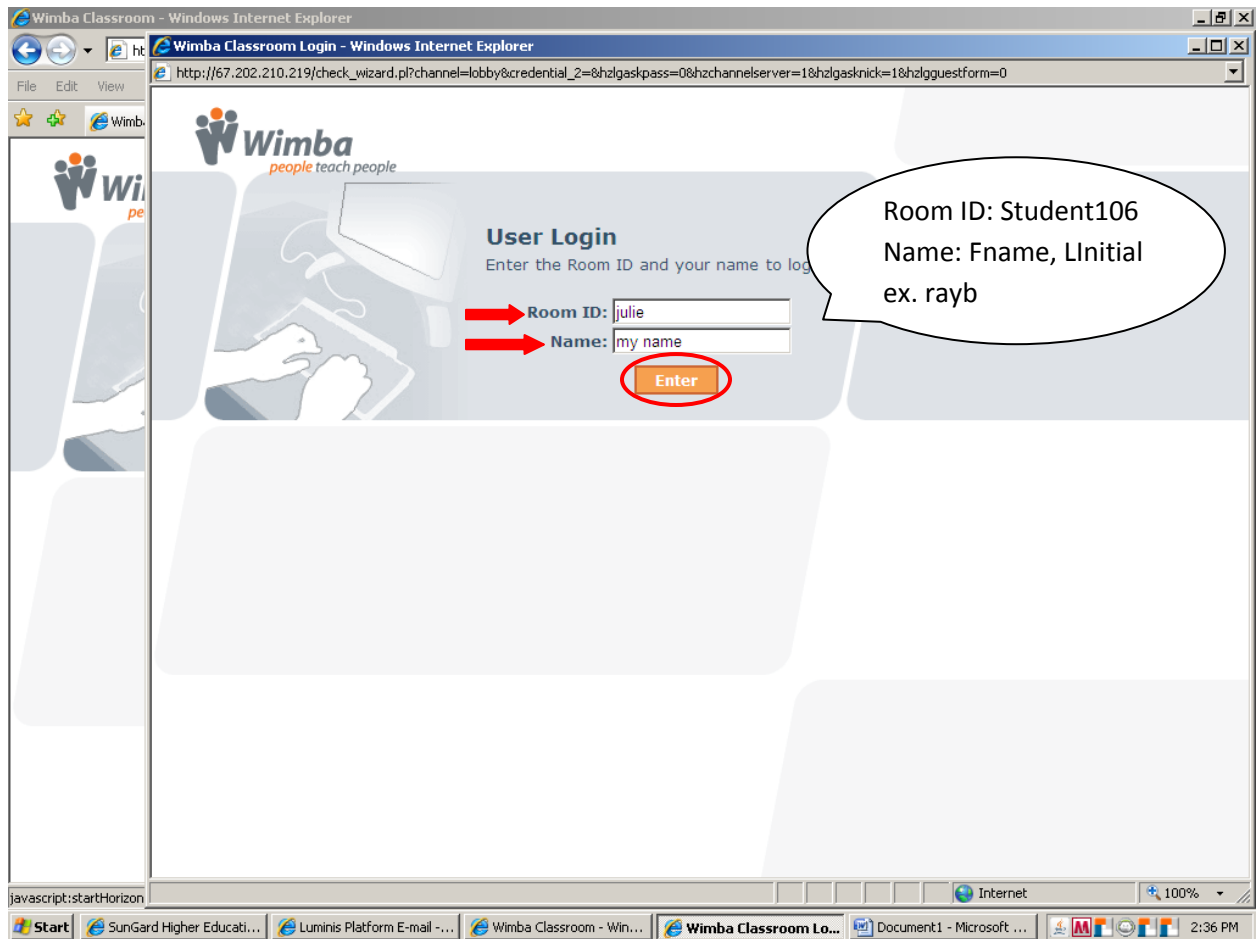 Wimba Classroom - Windows Internet Explorer
Wimba Classroom Login - Windows Internet Explorer
http://67.202.210.219/check_wizard.pl?channel=lobby&credential_2=&hzlgaskpass=0&hzchannelserver=1&hzlgasknick=1&hzlgguestform=0
ht
File Edit View
Wimb
Wimba
people teach people
Wi
pe
User Login
Enter the Room ID and your name to log
Room ID: julie
Name: my name
Enter
Room ID: Student106
Name: Fname, LInitial
ex. rayb
javascript:startHorizon
Internet
100%
Start
SunGard Higher Educati...
Luminis Platform E-mail -...
Wimba Classroom - Win...
Wimba Classroom Lo...
Document1 - Microsoft ...
M
2:36 PM